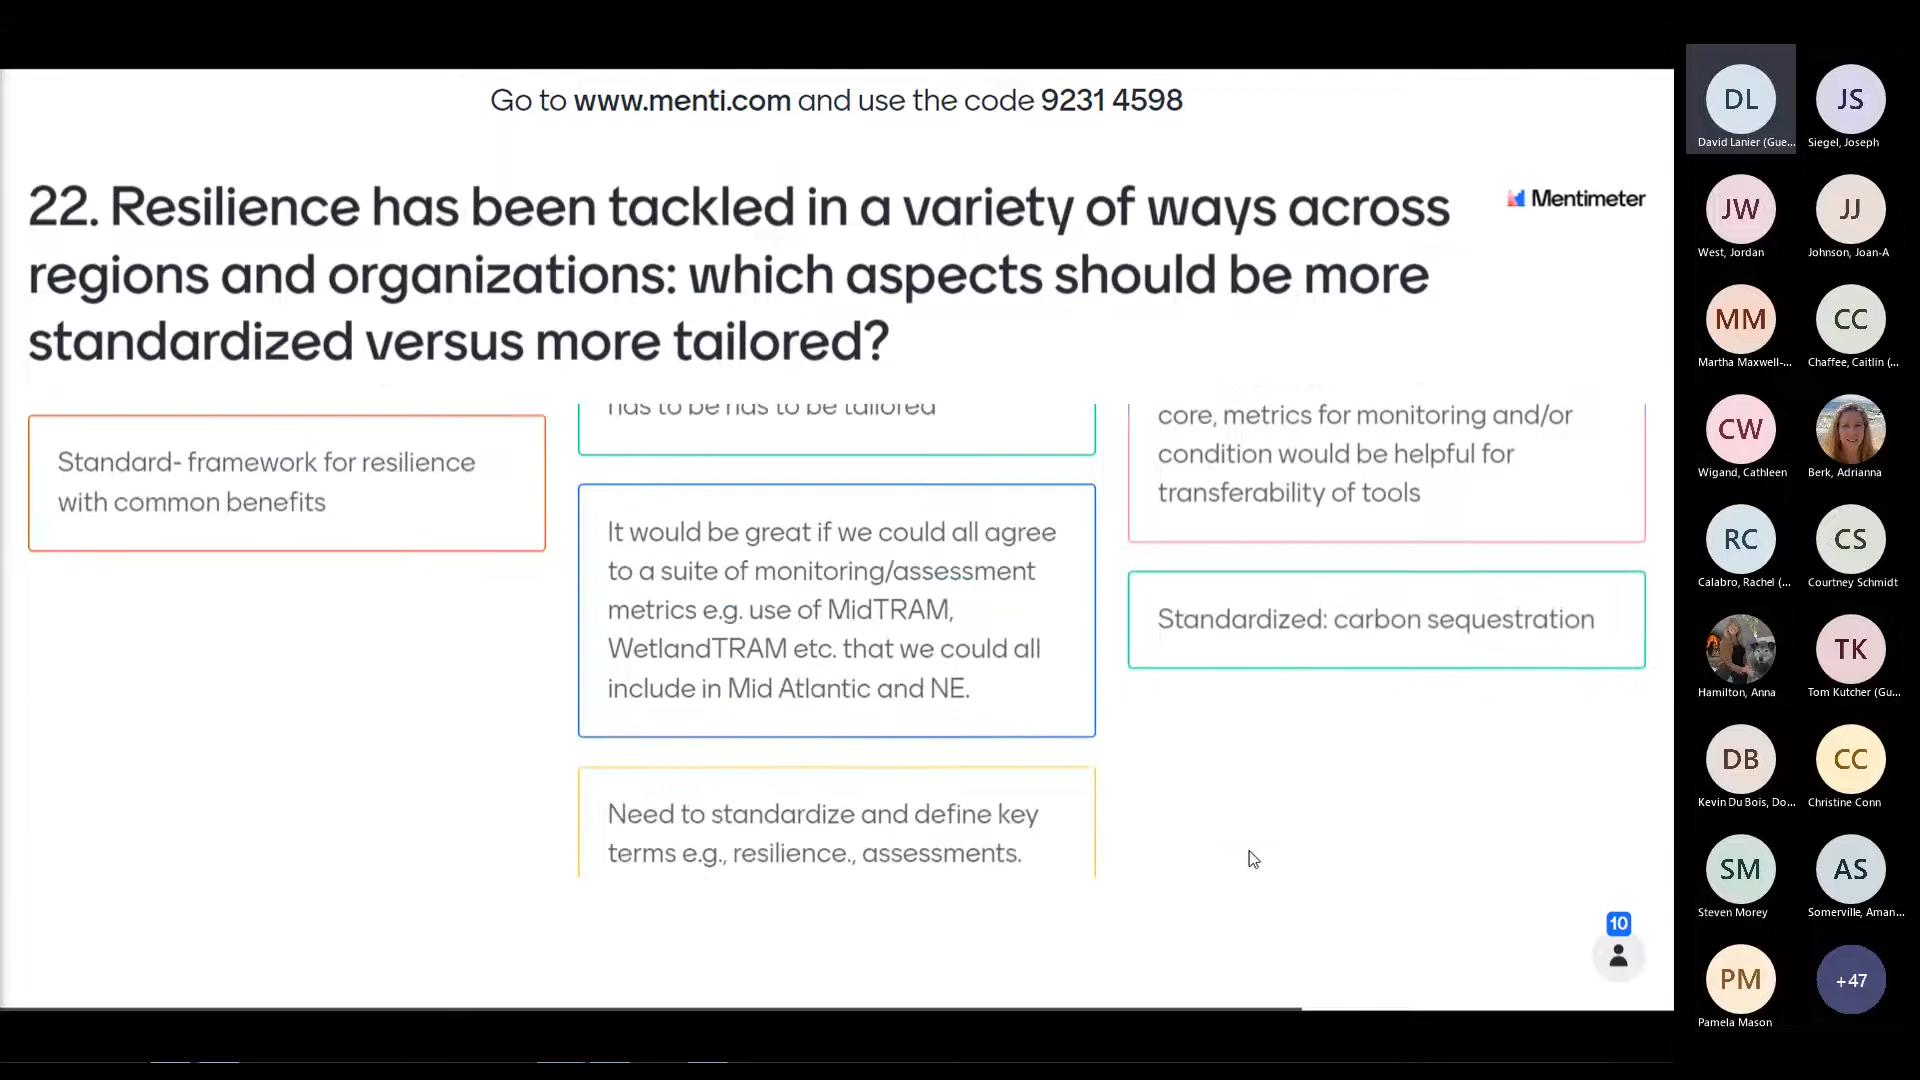 Go to www.menti.com and use the code 9231 4598
22. Resilience has been tackled in a variety of ways across
regions and organizations: which aspects should be more
standardized versus more tailored?
Mentimeter
Standard- framework for resilience
with common benefits
has to be has to be tailored
It would be great if we could all agree
to a suite of monitoring/assessment
metrics e.g. use of MidTRAM,
WetlandTRAM etc. that we could all
include in Mid Atlantic and NE.
Need to standardize and define key
terms e.g., resilience., assessments.
core, metrics for monitoring and/or
condition would be helpful for
transferability of tools
Standardized: carbon sequestration
10
DL
David Lanier (Gue...
JS
Siegel, Joseph
JW
West, Jordan
JJ
Johnson, Joan-A
MM
Martha Maxwell-...
CC
Chaffee, Caitlin (...
CW
Wigand, Cathleen
Berk, Adrianna
RC
Calabro, Rachel (...
CS
Courtney Schmidt
Hamilton, Anna
TK
Tom Kutcher (Gu...
DB
Kevin Du Bois, Do...
CC
Christine Conn
SM
Steven Morey
AS
Somerville, Aman...
PM
Pamela Mason
+47